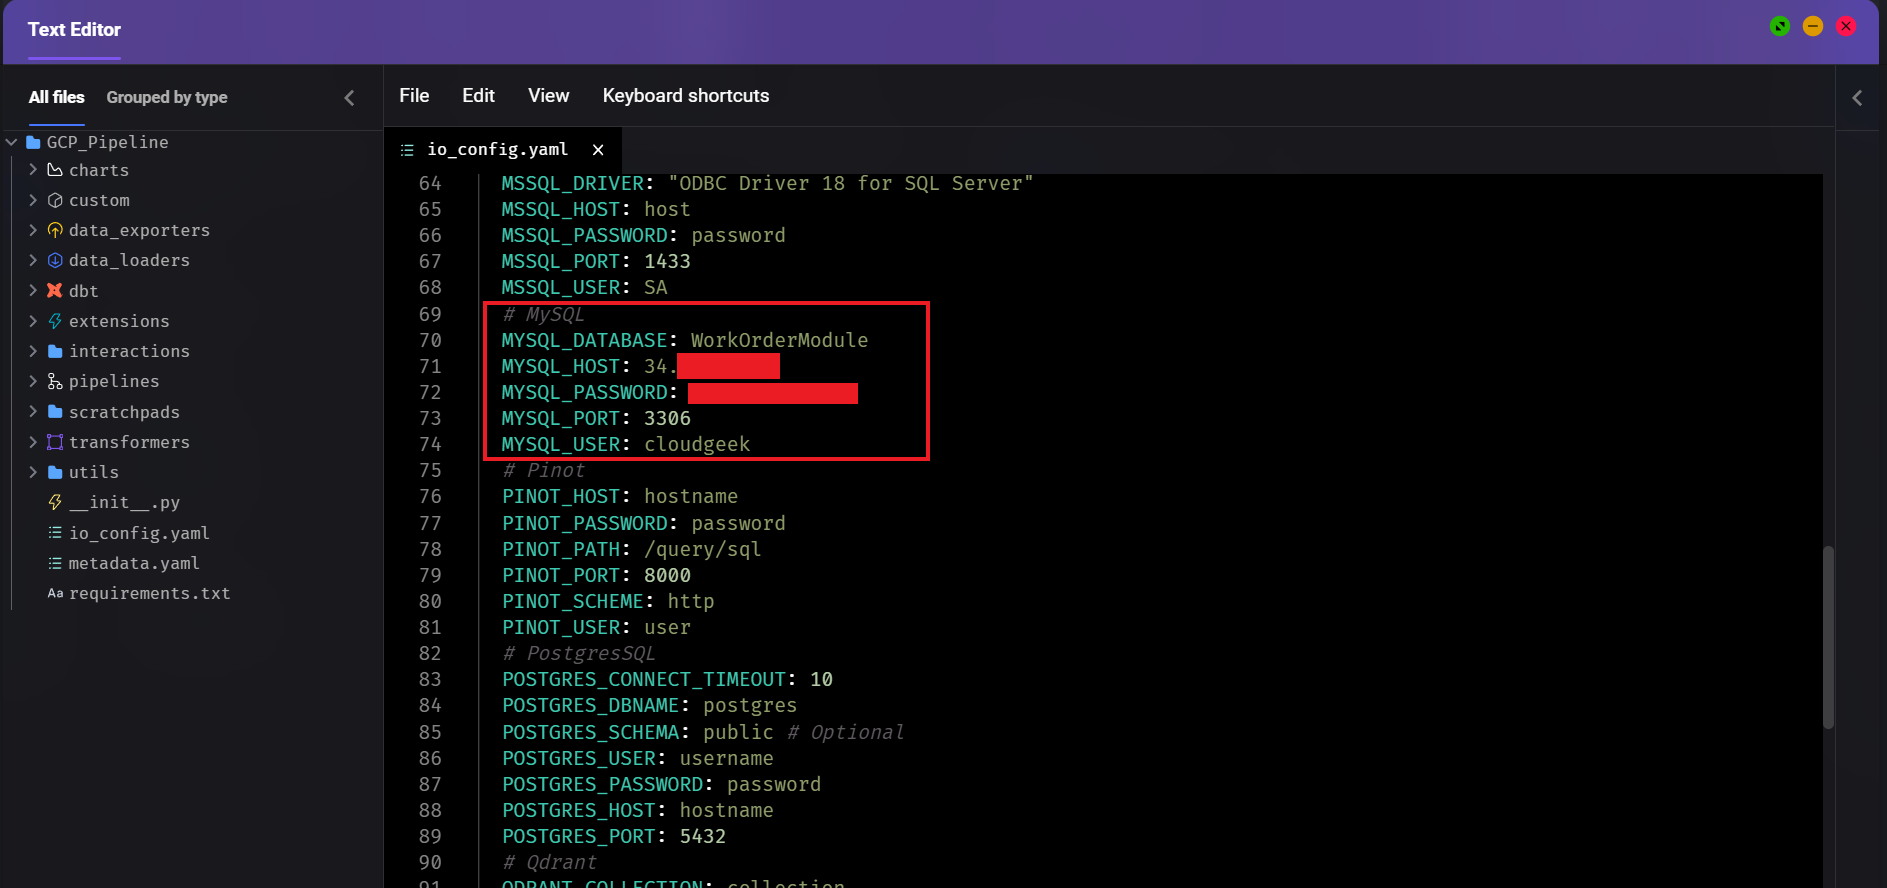 Text Editor
All files Grouped by type
GCP_Pipeline
charts
custom
data_exporters
data_loaders
dbt
extensions
interactions
pipelines
scratchpads
transformers
utils
__init__.py
io_config.yaml
metadata.yaml
Aa requirements.txt
File Edit View Keyboard shortcuts
io_config.yaml
64 MSSQL_DRIVER: "ODBC Driver 18 for SQL Server"
65 MSSQL_HOST: host
66 MSSQL_PASSWORD: password
67 MSSQL_PORT: 1433
68 MSSQL_USER: SA
69 # MySQL
70 MYSQL_DATABASE: WorkOrderModule
71 MYSQL_HOST: 34.
72 MYSQL_PASSWORD:
73 MYSQL_PORT: 3306
74 MYSQL_USER: cloudgeek
75 # Pinot
76 PINOT_HOST: hostname
77 PINOT_PASSWORD: password
78 PINOT_PATH: /query/sql
79 PINOT_PORT: 8000
80 PINOT_SCHEME: http
81 PINOT_USER: user
82 # PostgresSQL
83 POSTGRES_CONNECT_TIMEOUT: 10
84 POSTGRES_DBNAME: postgres
85 POSTGRES_SCHEMA: public # Optional
86 POSTGRES_USER: username
87 POSTGRES_PASSWORD: password
88 POSTGRES_HOST: hostname
89 POSTGRES_PORT: 5432
90 # Qdrant
91 QDRANT_COLLECTION: collection